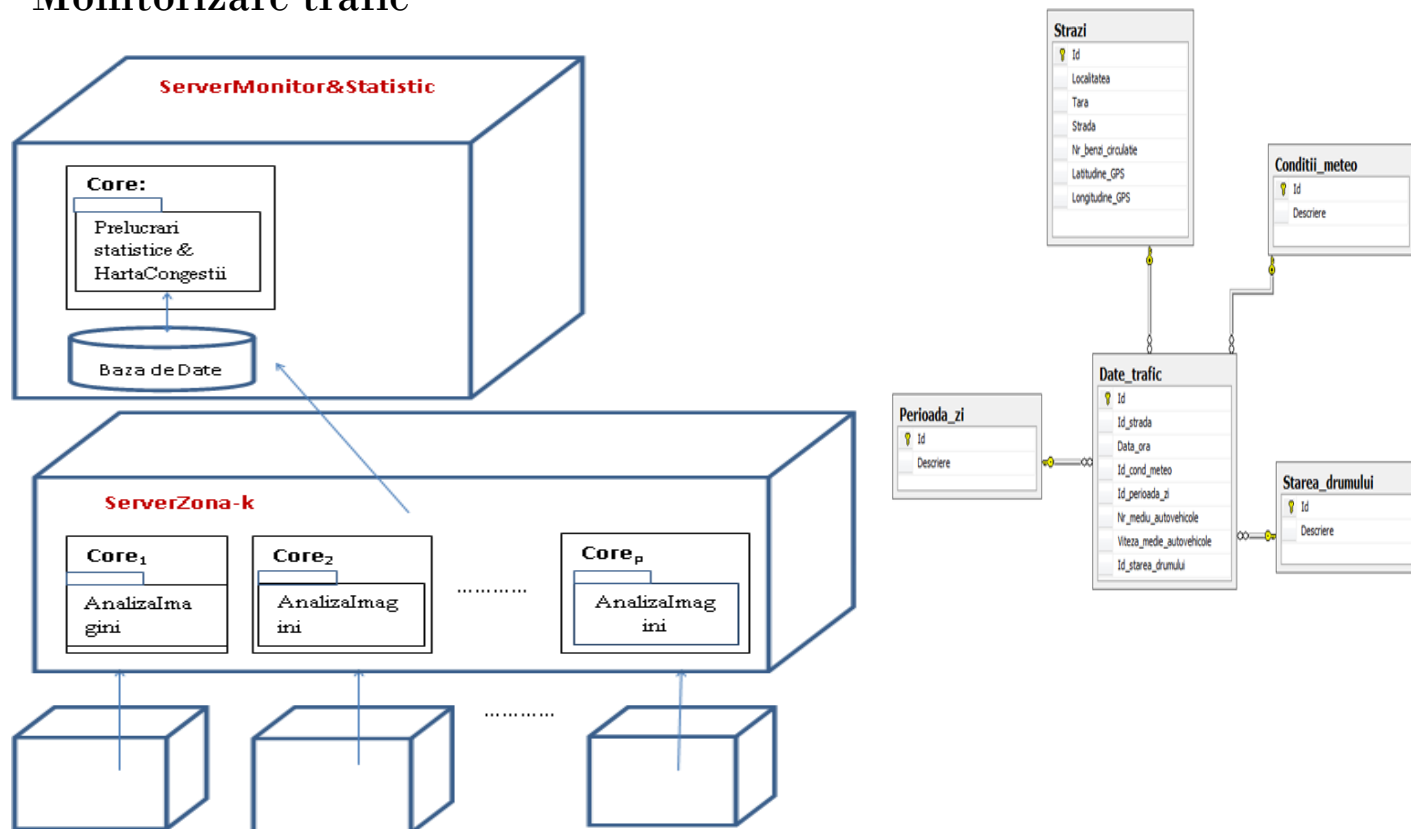 Monitorizare trafic
ServerMonitor&Statistic
Core:
Prelucrari
statistice &
HartaCongestii
Baza de Date
ServerZona-k
Core1
AnalizaIma
gini
Core2
AnalizaImag
ini
…………
Corep
AnalizaImag
ini
…………
Strazi
Id
Localitatea
Tara
Strada
Nr_benzi_circulatie
Latitudine_GPS
Longitudine_GPS
Conditii_meteo
Id
Descriere
Perioada_zi
Id
Descriere
Date_trafic
Id
Id_strada
Data_ora
Id_cond_meteo
Id_perioada_zi
Nr_mediu_autovehicole
Viteza_medie_autovehicole
Id_starea_drumului
Starea_drumului
Id
Descriere